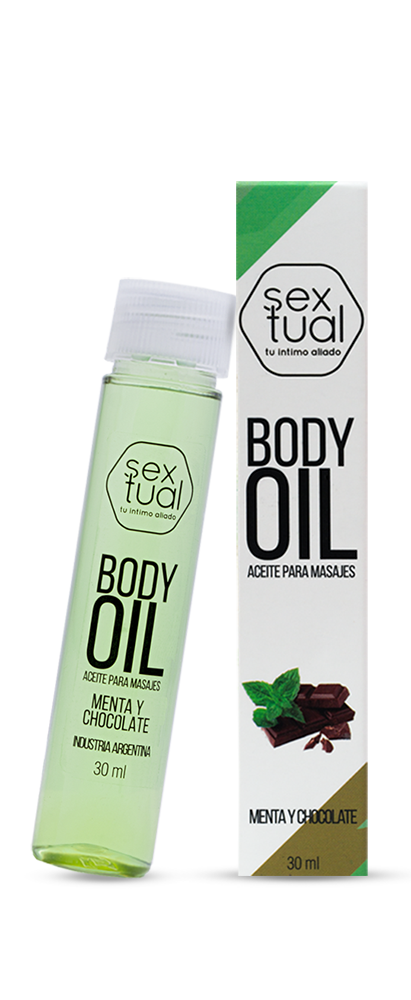 sex
tual
tu intimo aliado
BODY
OIL
ACEITE PARA MASAJES
MENTA Y
CHOCOLATE
INDUSTRIA ARGENTINA
30 ml
sex
tual
tu intimo aliado
BODY
OIL
ACEITE PARA MASAJES
MENTA Y CHOCOLATE
30 ml